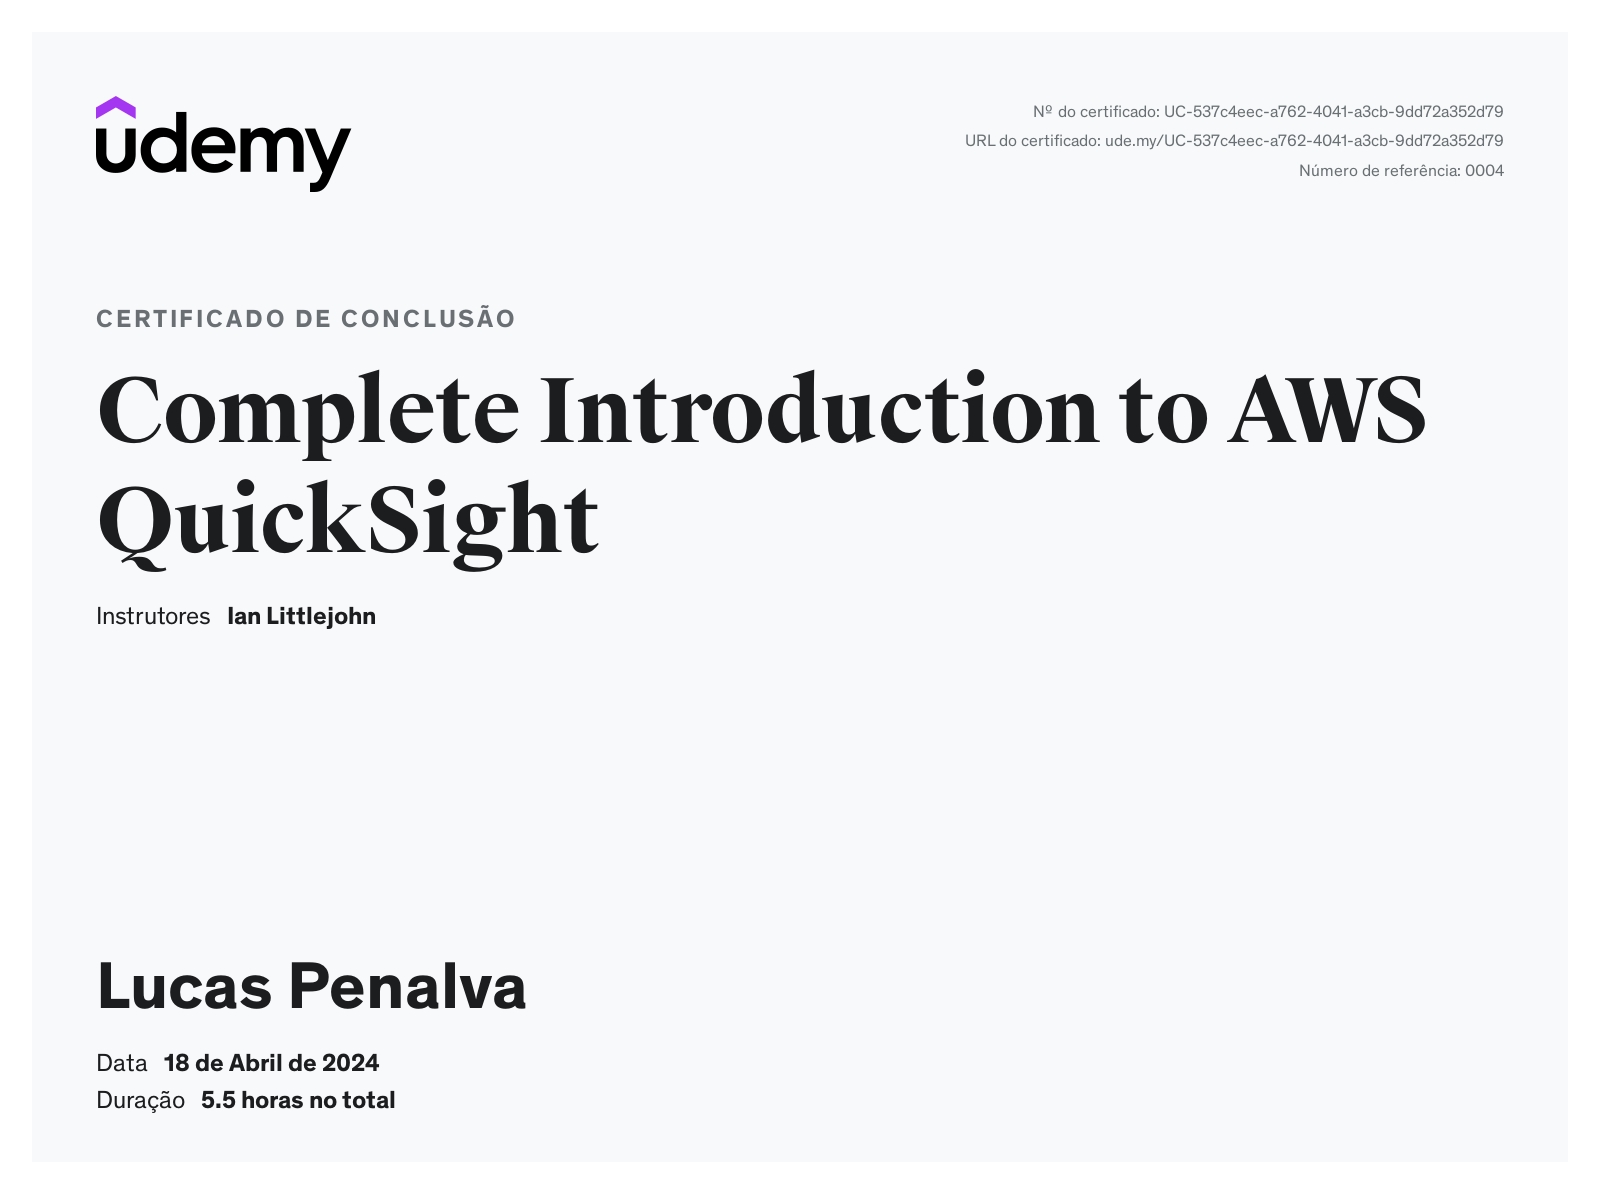 udemy
Nº do certificado: UC-537c4eec-a762-4041-a3cb-9dd72a352d79
URL do certificado: ude.my/UC-537c4eec-a762-4041-a3cb-9dd72a352d79
Número de referência: 0004
CERTIFICADO DE CONCLUSÃO
Complete Introduction to AWS
QuickSight
Instrutores Ian Littlejohn
Lucas Penalva
Data 18 de Abril de 2024
Duração 5.5 horas no total